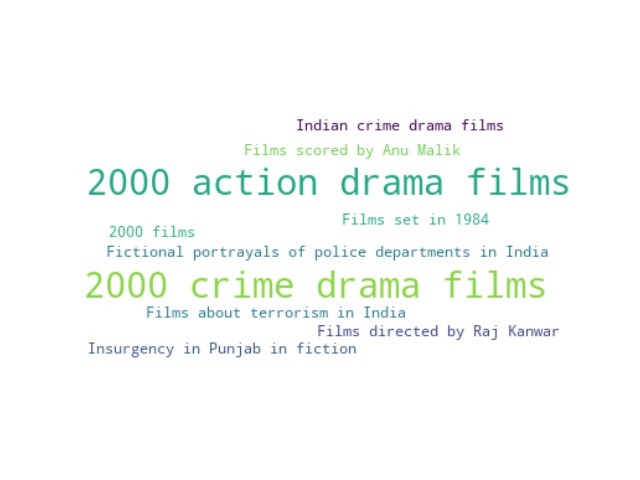 Indian crime drama films
Films scored by Anu Malik
2000 action drama films
Films set in 1984
2000 films
Fictional portrayals of police departments in India
2000 crime drama films
Films about terrorism in India
Films directed by Raj Kanwar
Insurgency in Punjab in fiction